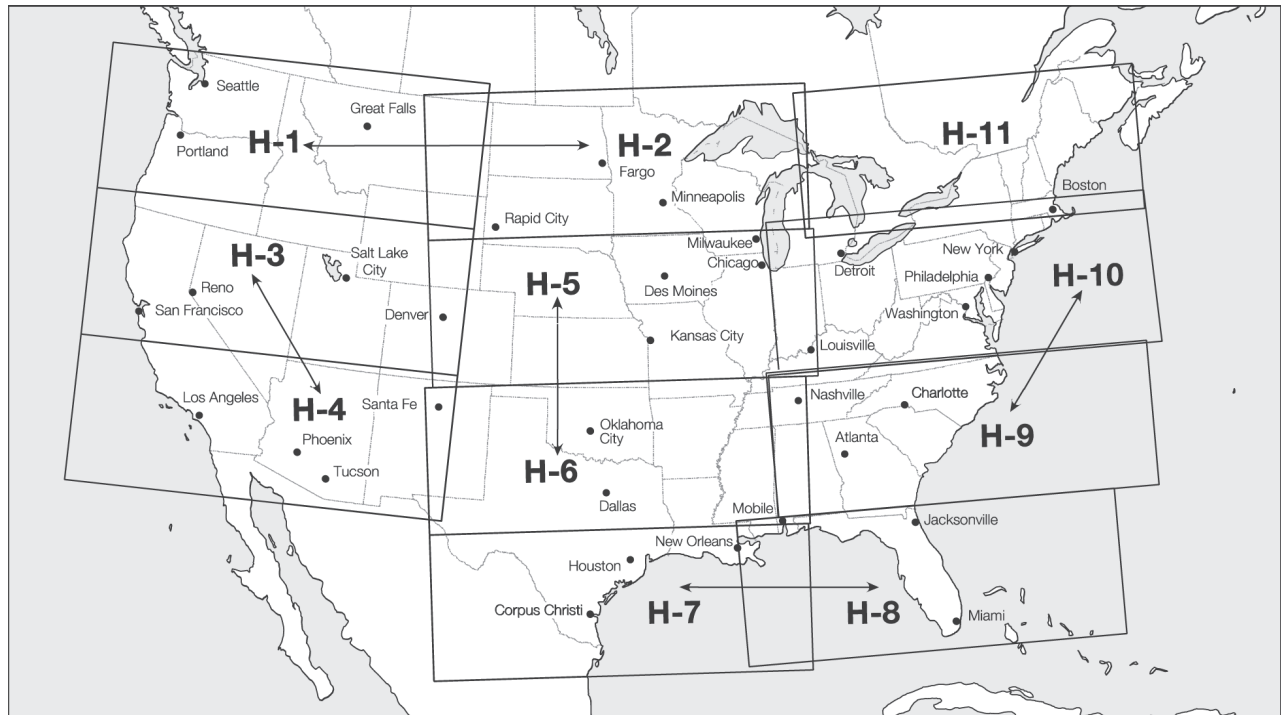 Seattle
Great Falls
Portland
H-1
H-2
H-11
Fargo
Minneapolis
Boston
Rapid City
Milwaukee
Chicago
Detroit
New York
Philadelphia
H-10
H-3
Salt Lake
City
Reno
San Francisco
Denver
H-5
Des Moines
Kansas City
Washington
Louisville
Los Angeles
H-4
Santa Fe
Phoenix
Tucson
Oklahoma
City
H-6
Dallas
Nashville
Charlotte
Atlanta
H-9
Mobile
New Orleans
Jacksonville
Houston
Corpus Christi
H-7
H-8
Miami